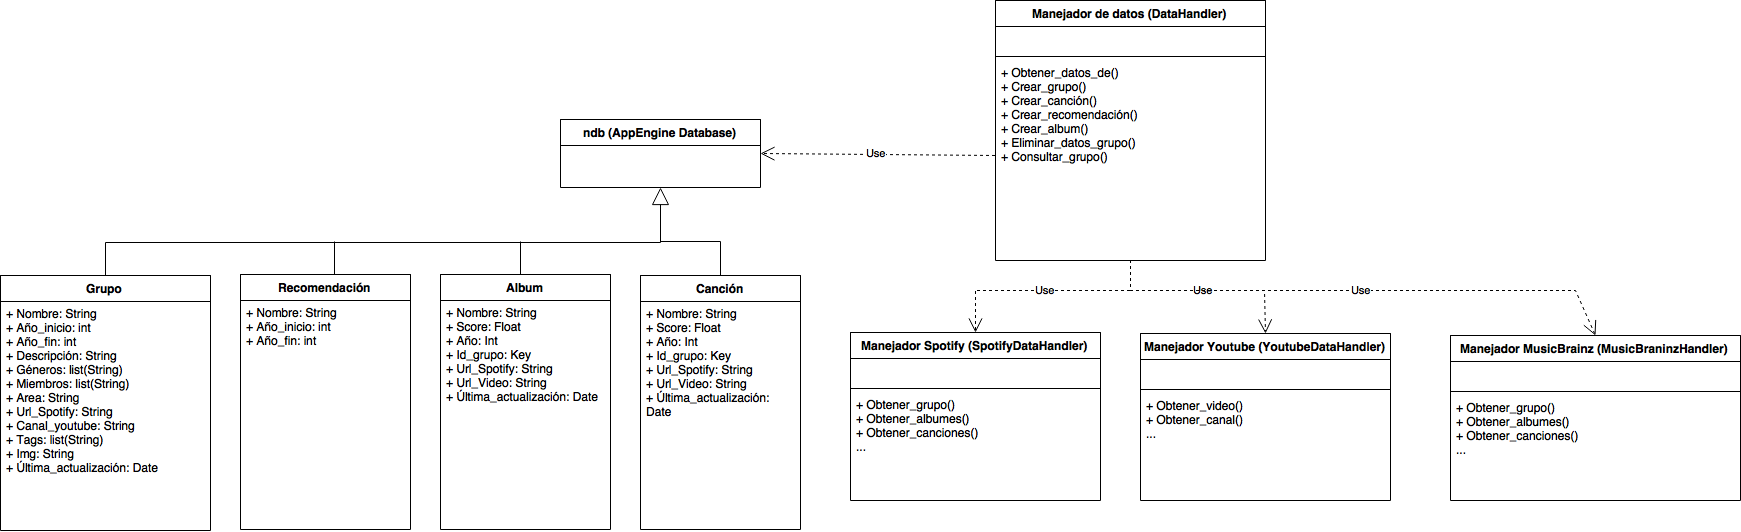 Manejador de datos (DataHandler)
+ Obtener_datos_de()
+ Crear_grupo()
+ Crear_canción()
+ Crear_recomendación()
+ Crear_album()
+ Eliminar_datos_grupo()
+ Consultar_grupo()
ndb (AppEngine Database)
Use
Grupo
+ Nombre: String
+ Año_inicio: int
+ Año_fin: int
+ Descripción: String
+ Géneros: list(String)
+ Miembros: list(String)
+ Area: String
+ Url_Spotify: String
+ Canal_youtube: String
+ Tags: list(String)
+ Img: String
+ Última_actualización: Date
Recomendación
+ Nombre: String
+ Año_inicio: int
+ Año_fin: int
Album
+ Nombre: String
+ Score: Float
+ Año: Int
+ Id_grupo: Key
+ Url_Spotify: String
+ Url_Video: String
+ Última_actualización: Date
Canción
+ Nombre: String
+ Score: Float
+ Año: Int
+ Id_grupo: Key
+ Url_Spotify: String
+ Url_Video: String
+ Última_actualización:
Date
Use
Use
Use
Manejador Spotify (SpotifyDataHandler)
+ Obtener_grupo()
+ Obtener_albumes()
+ Obtener_canciones()
...
Manejador Youtube (YoutubeDataHandler)
+ Obtener_video()
+ Obtener_canal()
...
Manejador MusicBrainz (MusicBraninzHandler)
+ Obtener_grupo()
+ Obtener_albumes()
+ Obtener_canciones()
...